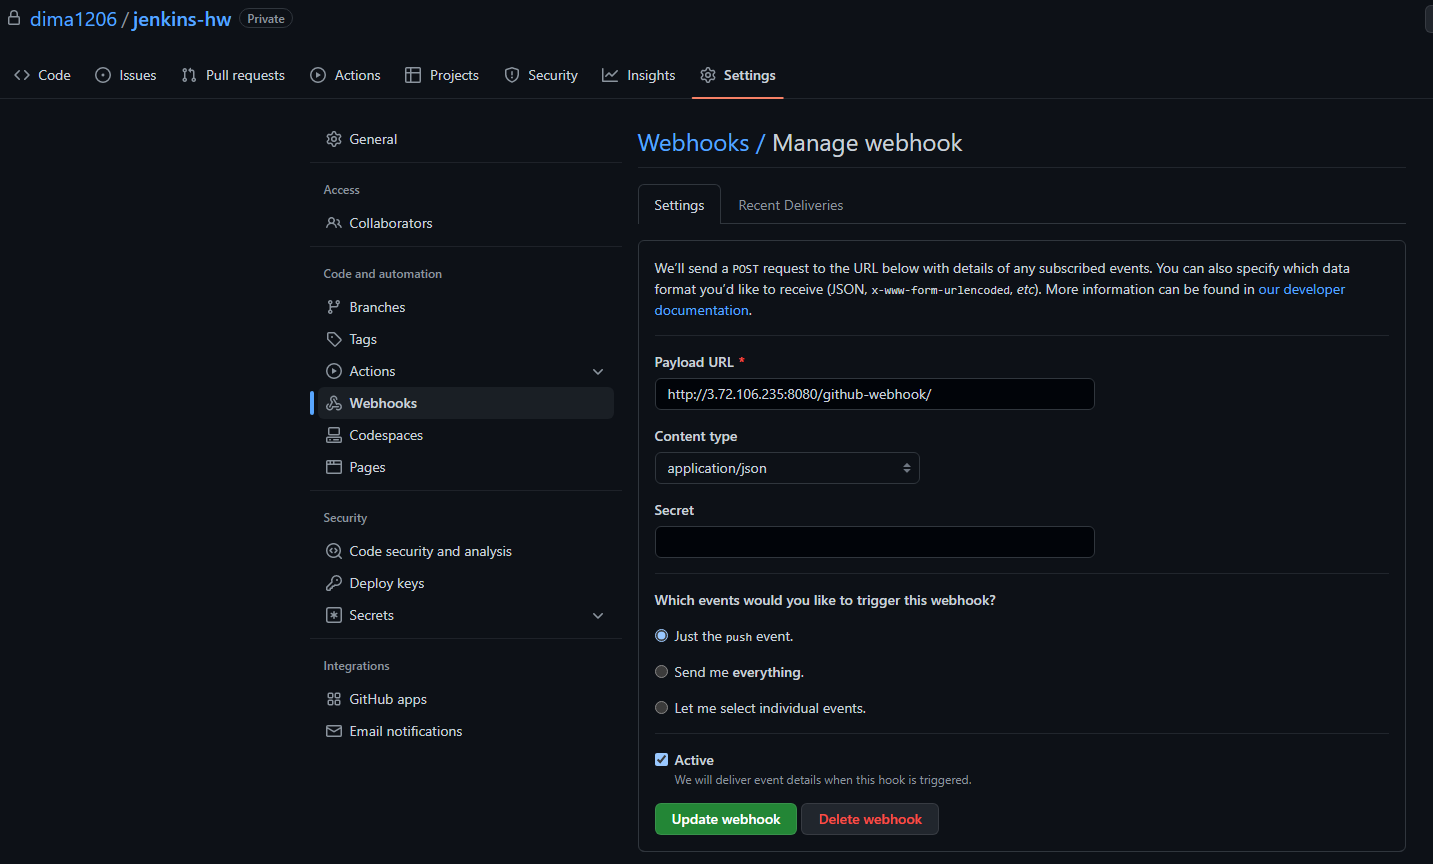 dima1206 / jenkins-hw Private
Code Issues Pull requests Actions Projects Security Insights Settings
General
Access
Collaborators
Code and automation
Branches
Tags
Actions
Webhooks
Codespaces
Pages
Security
Code security and analysis
Deploy keys
Secrets
Integrations
GitHub apps
Email notifications
Webhooks / Manage webhook
Settings Recent Deliveries
We’ll send a POST request to the URL below with details of any subscribed events. You can also specify which data
format you’d like to receive (JSON, x-www-form-urlencoded, etc). More information can be found in our developer
documentation.
Payload URL *
http://3.72.106.235:8080/github-webhook/
Content type
application/json
Secret
Which events would you like to trigger this webhook?
Just the push event.
Send me everything.
Let me select individual events.
Active
We will deliver event details when this hook is triggered.
Update webhook Delete webhook